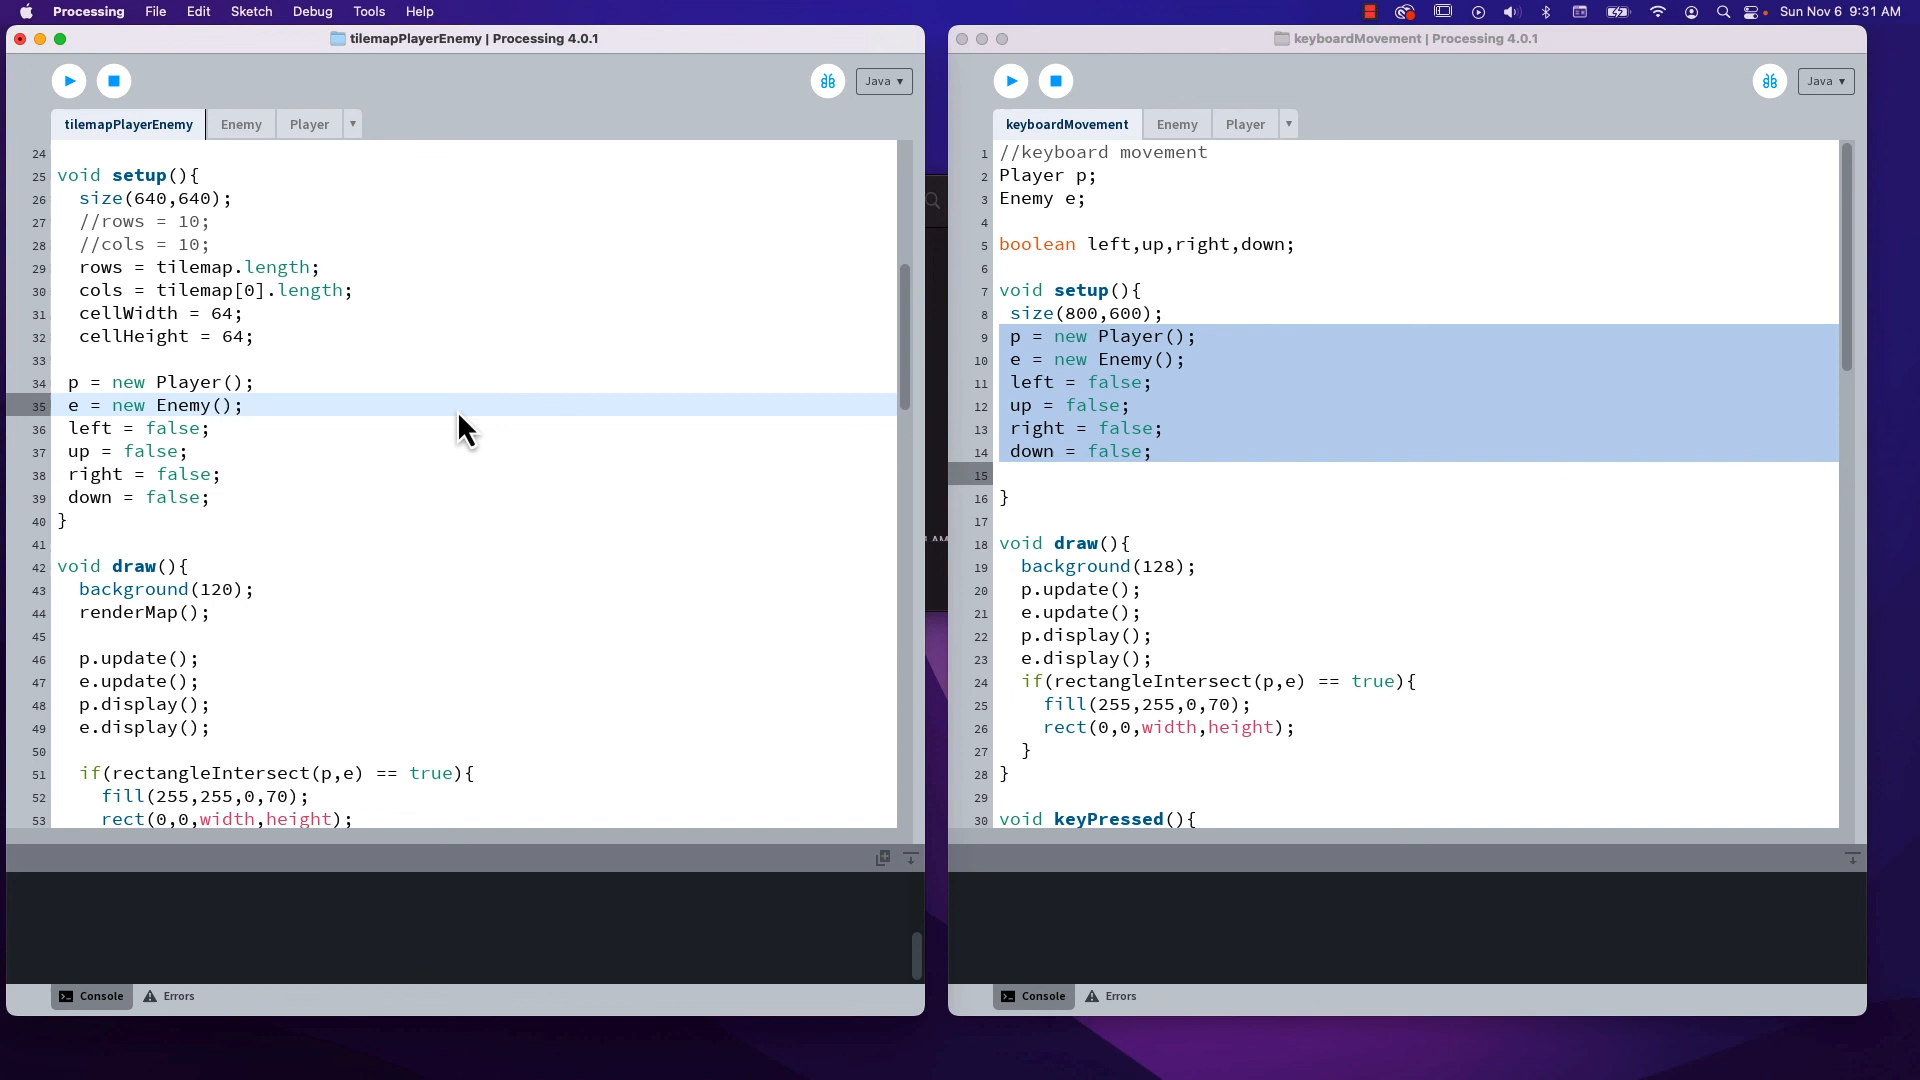 Processing File Edit Sketch Debug Tools Help Sun Nov 6 9:31 AM
tilemapPlayerEnemy | Processing 4.0.1
Java ▾
tilemapPlayerEnemy Enemy Player ▾
24
25 void setup(){
26 size(640,640);
27 //rows = 10;
28 //cols = 10;
29 rows = tilemap.length;
30 cols = tilemap[0].length;
31 cellWidth = 64;
32 cellHeight = 64;
33
34 p = new Player();
35 e = new Enemy();
36 left = false;
37 up = false;
38 right = false;
39 down = false;
40 }
41
42 void draw(){
43 background(120);
44 renderMap();
45
46 p.update();
47 e.update();
48 p.display();
49 e.display();
50
51 if(rectangleIntersect(p,e) == true){
52 fill(255,255,0,70);
53 rect(0,0,width,height);
Console Errors
keyboardMovement | Processing 4.0.1
Java ▾
keyboardMovement Enemy Player ▾
1 //keyboard movement
2 Player p;
3 Enemy e;
4
5 boolean left,up,right,down;
6
7 void setup(){
8 size(800,600);
9 p = new Player();
10 e = new Enemy();
11 left = false;
12 up = false;
13 right = false;
14 down = false;
15
16 }
17
18 void draw(){
19 background(128);
20 p.update();
21 e.update();
22 p.display();
23 e.display();
24 if(rectangleIntersect(p,e) == true){
25 fill(255,255,0,70);
26 rect(0,0,width,height);
27 }
28 }
29
30 void keyPressed(){
Console Errors